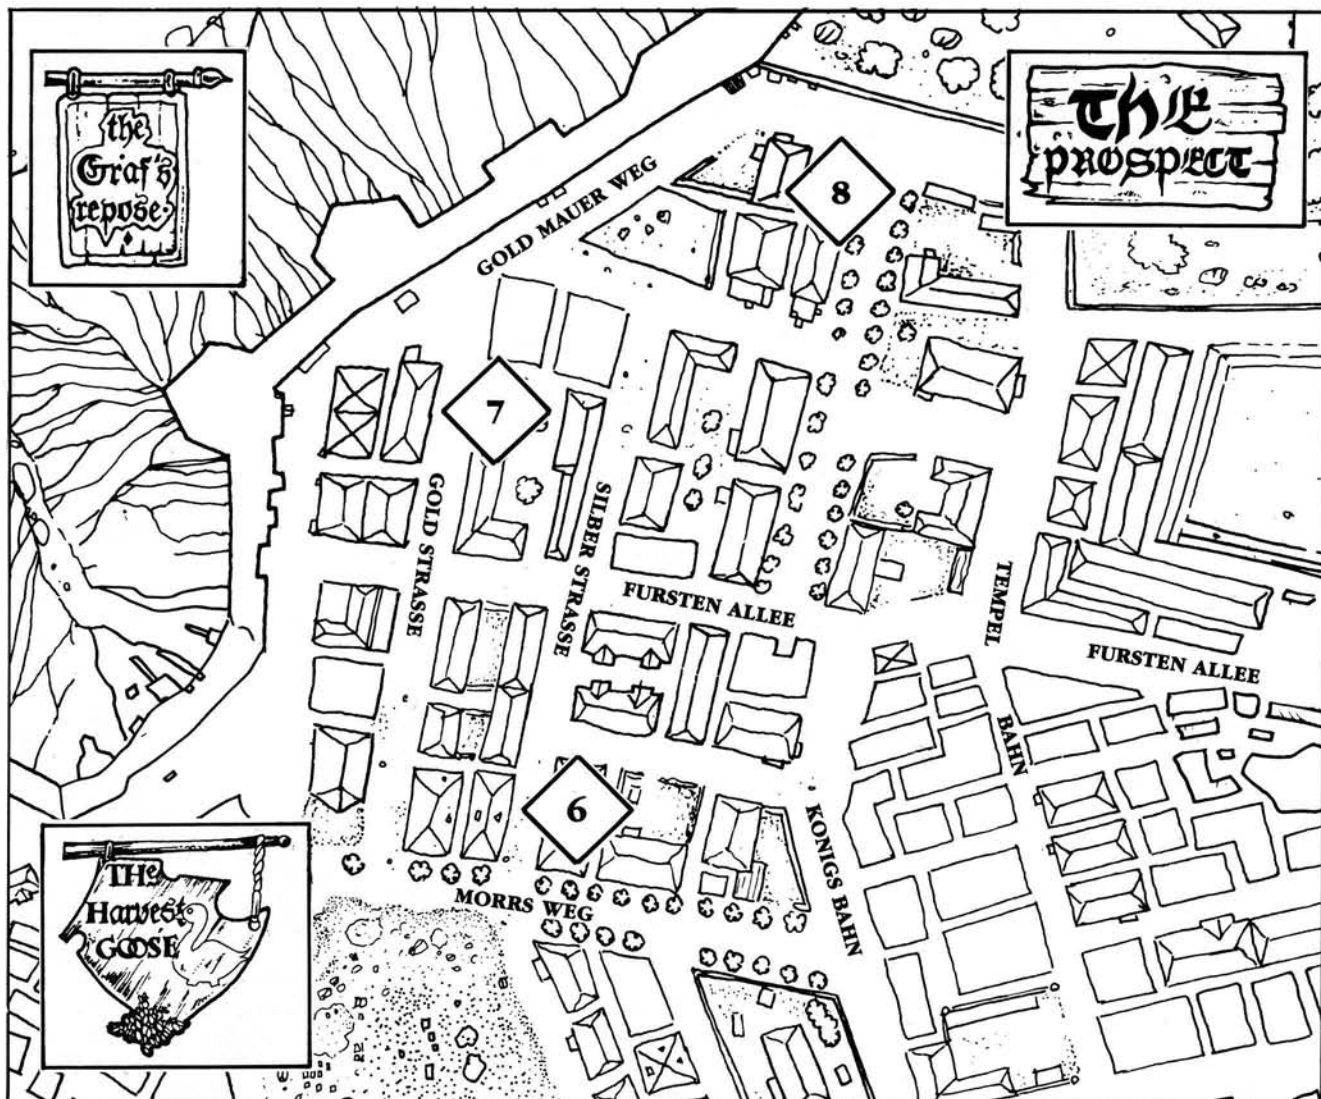 the
Graf's
repose.
THE
PROSPECT
GOLD MAUER WEG
8
7
GOLD STRASSE
SILBER STRASSE
FURSTEN ALLEE
TEMPEL
BAHN
FURSTEN ALLEE
6
KONIGS BAHN
MORRS WEG
THE
Harvest
GOOSE